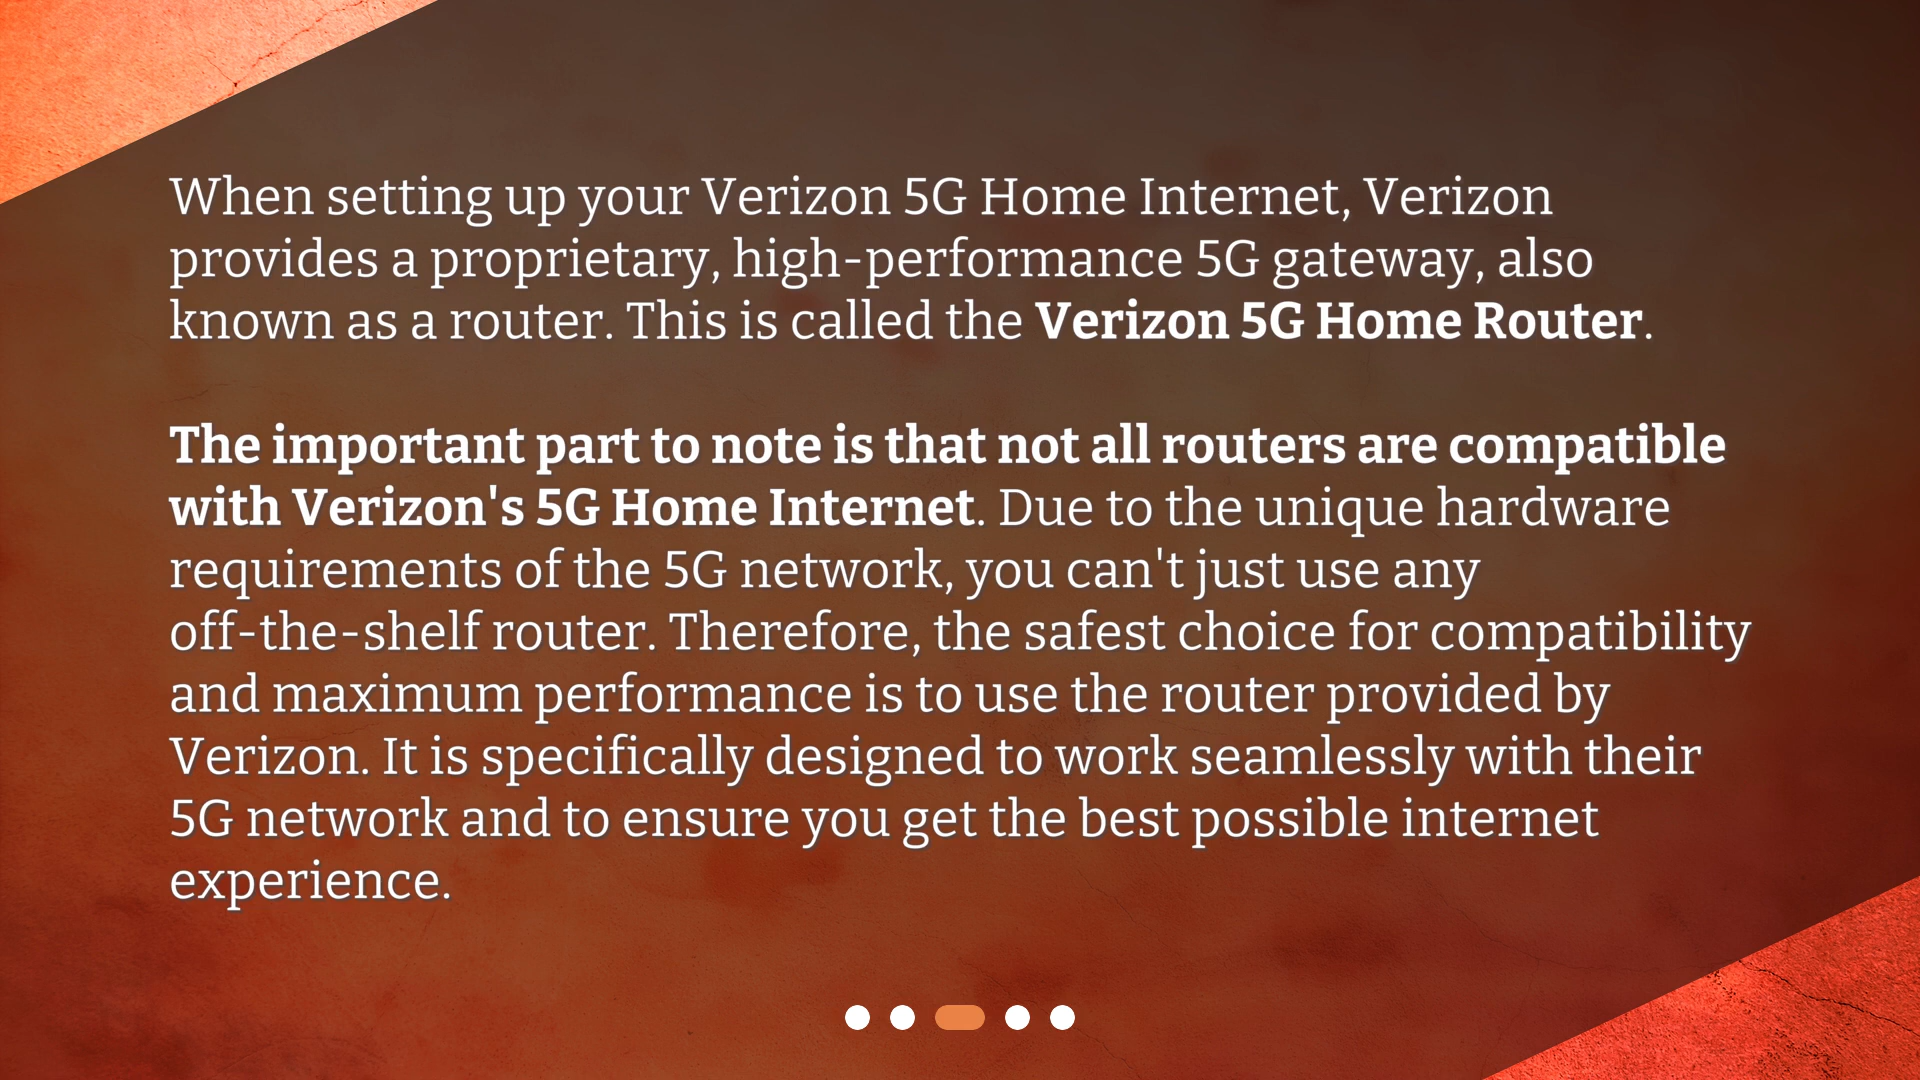 When setting up your Verizon 5G Home Internet, Verizon
provides a proprietary, high-performance 5G gateway, also
known as a router. This is called the Verizon 5G Home Router.
The important part to note is that not all routers are compatible
with Verizon's 5G Home Internet. Due to the unique hardware
requirements of the 5G network, you can't just use any
off-the-shelf router. Therefore, the safest choice for compatibility
and maximum performance is to use the router provided by
Verizon. It is specifically designed to work seamlessly with their
5G network and to ensure you get the best possible internet
experience.